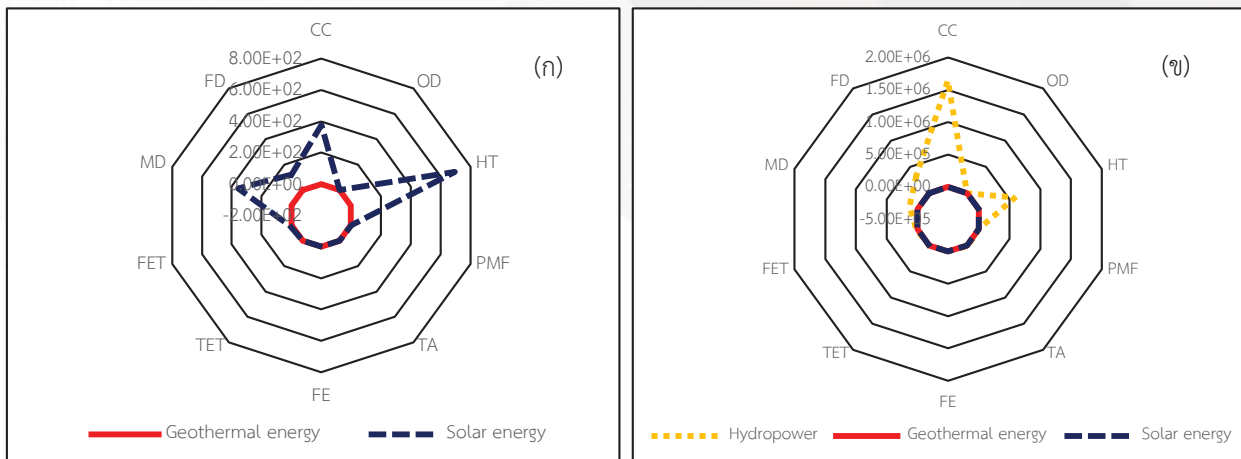 CC
8.00E+02
(ก)
FD
OD
6.00E+02
4.00E+02
MD
HT
2.00E+02
0.00E+00
-2.00E+02
FET
PMF
TET
TA
FE
Geothermal energy
Solar energy
CC
2.00E+06
(ข)
FD
OD
1.50E+06
1.00E+06
MD
HT
5.00E+05
0.00E+00
-5.00E+05
FET
PMF
TET
TA
FE
Hydropower
Geothermal energy
Solar energy